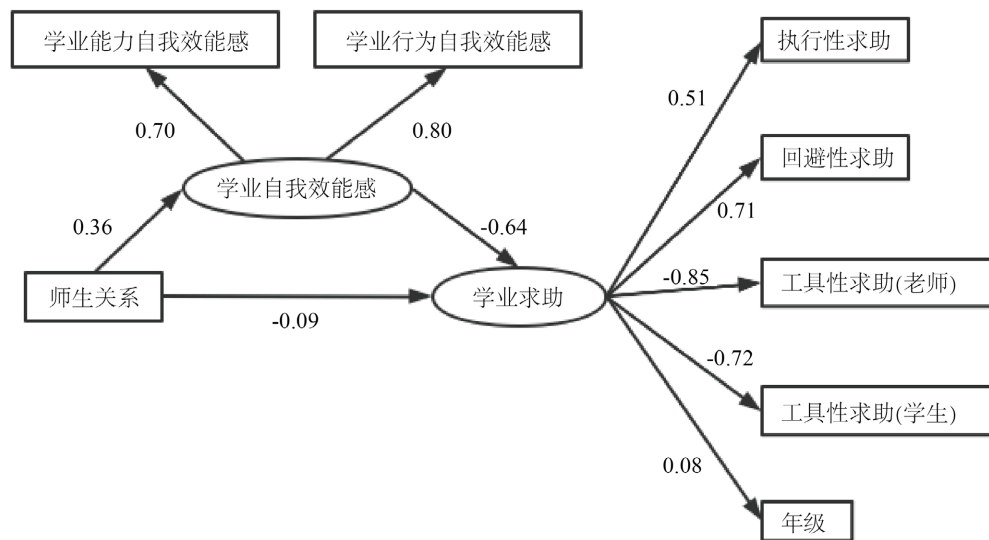 学业能力自我效能感
学业行为自我效能感
执行性求助
0.51
0.70
0.80
回避性求助
学业自我效能感
0.71
0.36
-0.64
师生关系
学业求助
-0.85
工具性求助(老师)
-0.09
-0.72
工具性求助(学生)
0.08
年级